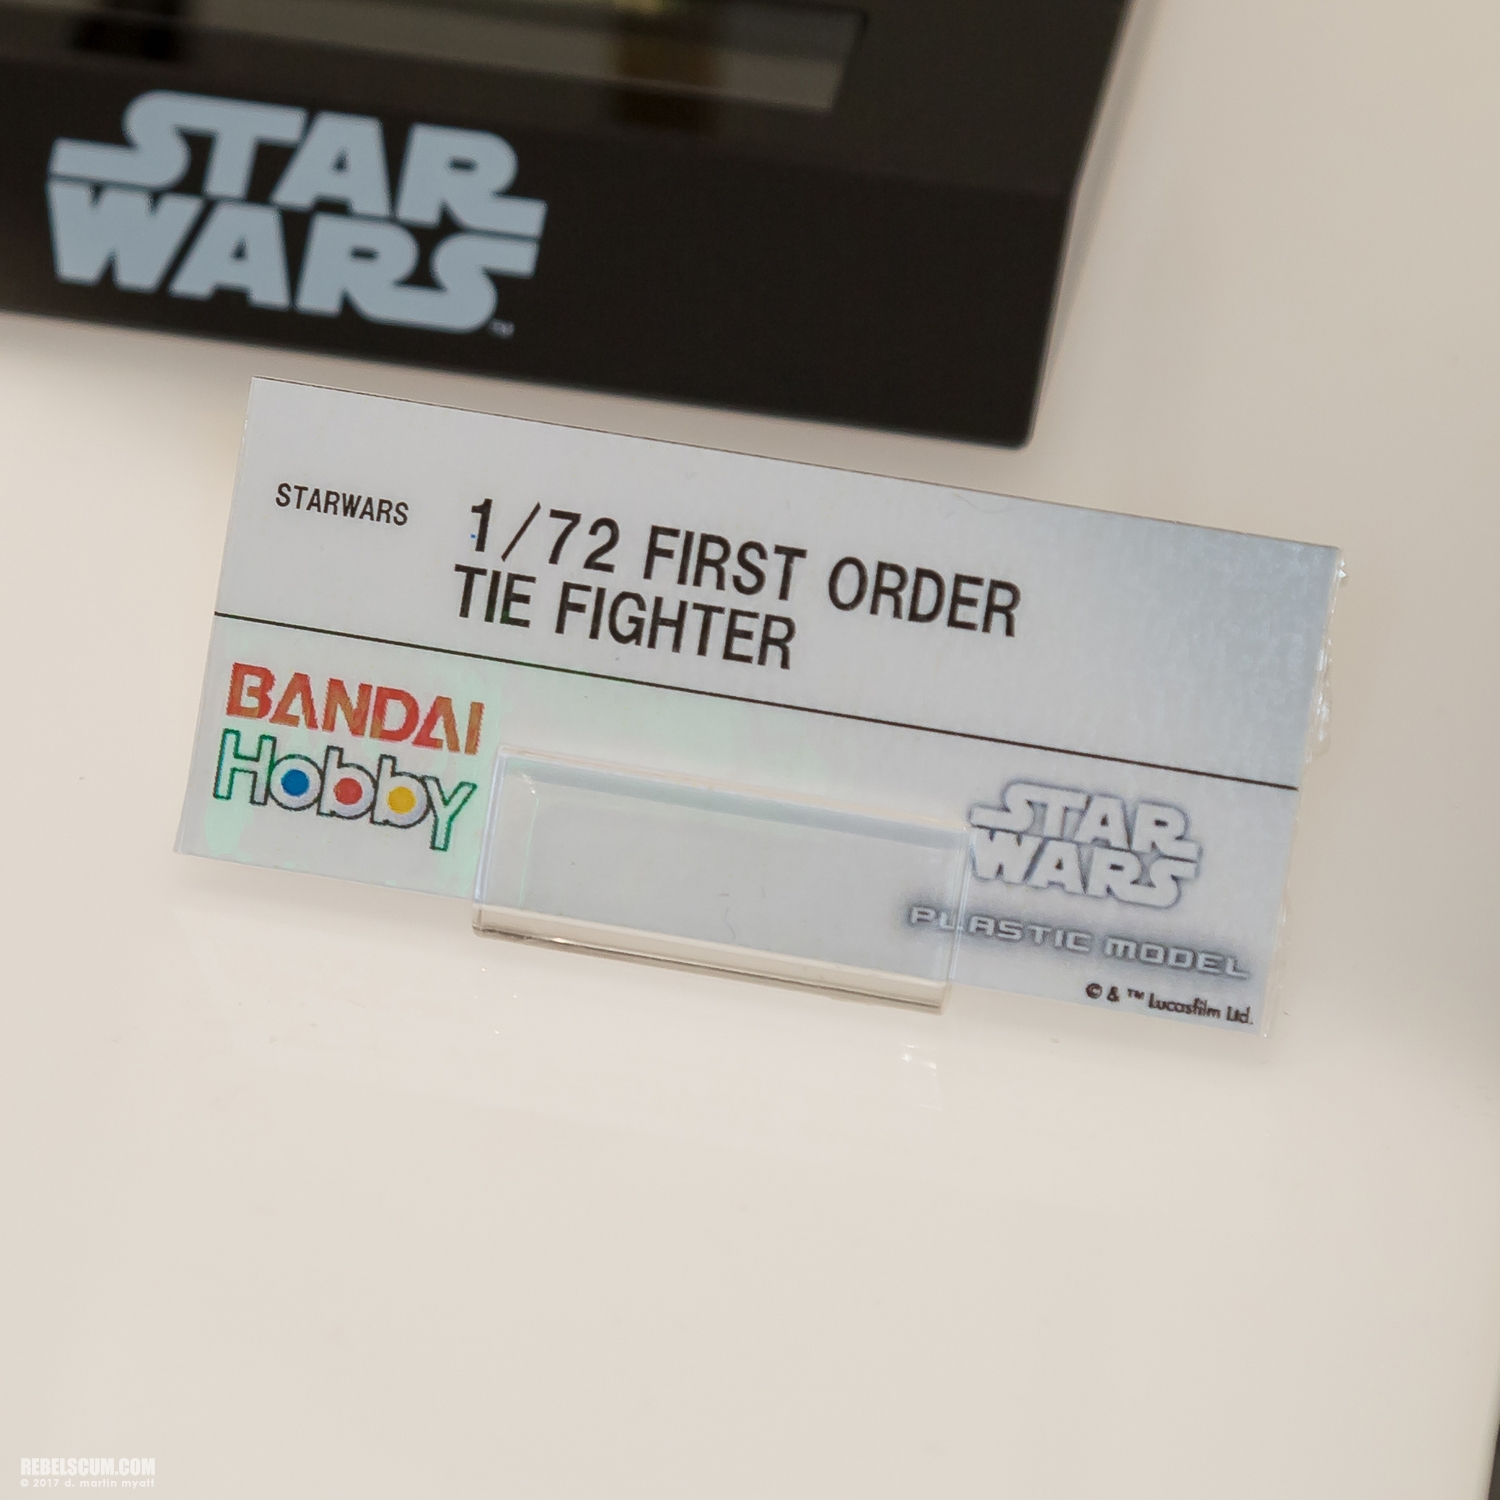 STAR
WARS
™
STARWARS
1/72 FIRST ORDER
TIE FIGHTER
BANDAI
Hobby
STAR
WARS
PLASTIC MODEL
© & ™ Lucasfilm Ltd.
REBELSCUM.COM
© 2017 d. martin myatt